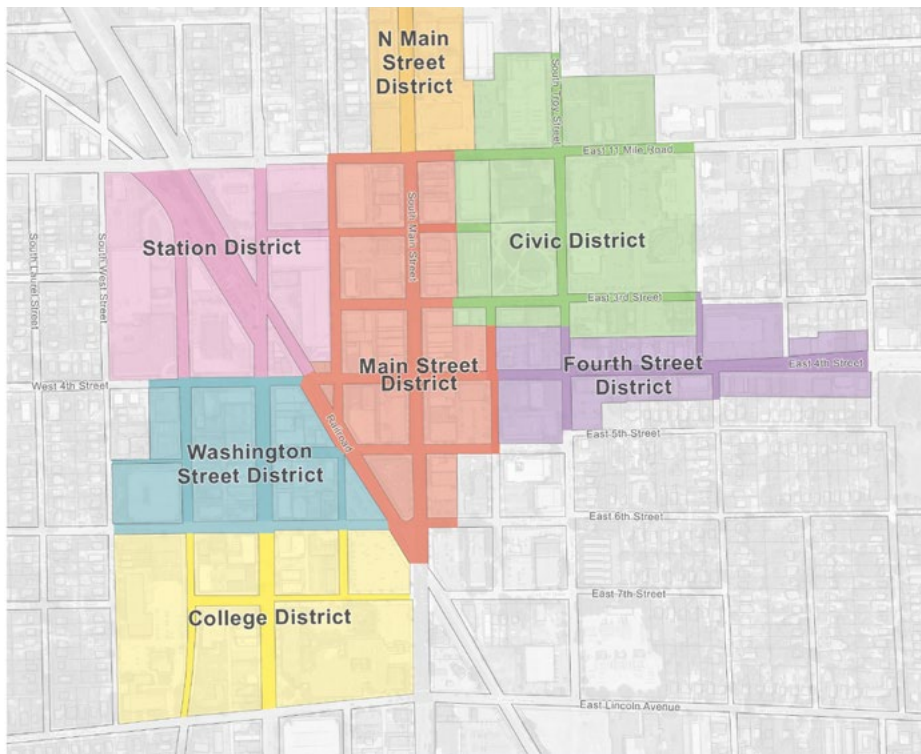 N Main
Street
District
South Troy Street
East 11 Mile Road
South Main Street
Station District
Civic District
South Laurel Street
South West Street
East 3rd Street
Main Street
District
Fourth Street
District
East 4th Street
West 4th Street
Railroad
East 5th Street
Washington
Street District
East 6th Street
East 7th Street
College District
East Lincoln Avenue